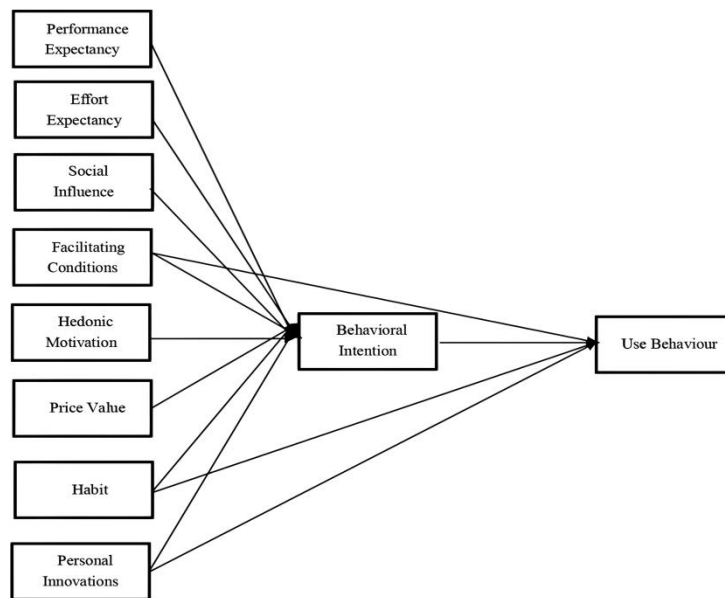 Performance
Expectancy
Effort
Expectancy
Social
Influence
Facilitating
Conditions
Hedonic
Motivation
Behavioral
Intention
Use Behaviour
Price Value
Habit
Personal
Innovations